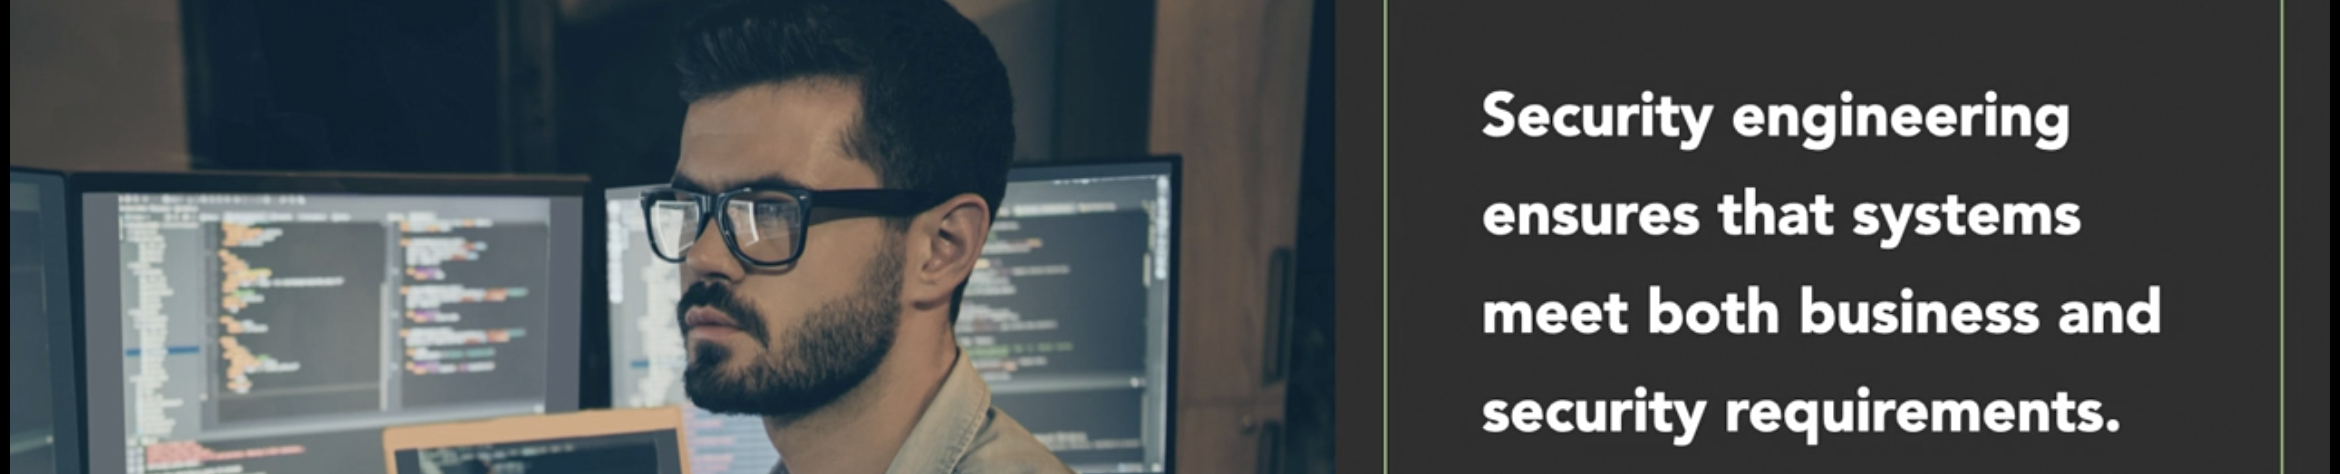 Security engineering
ensures that systems
meet both business and
security requirements.